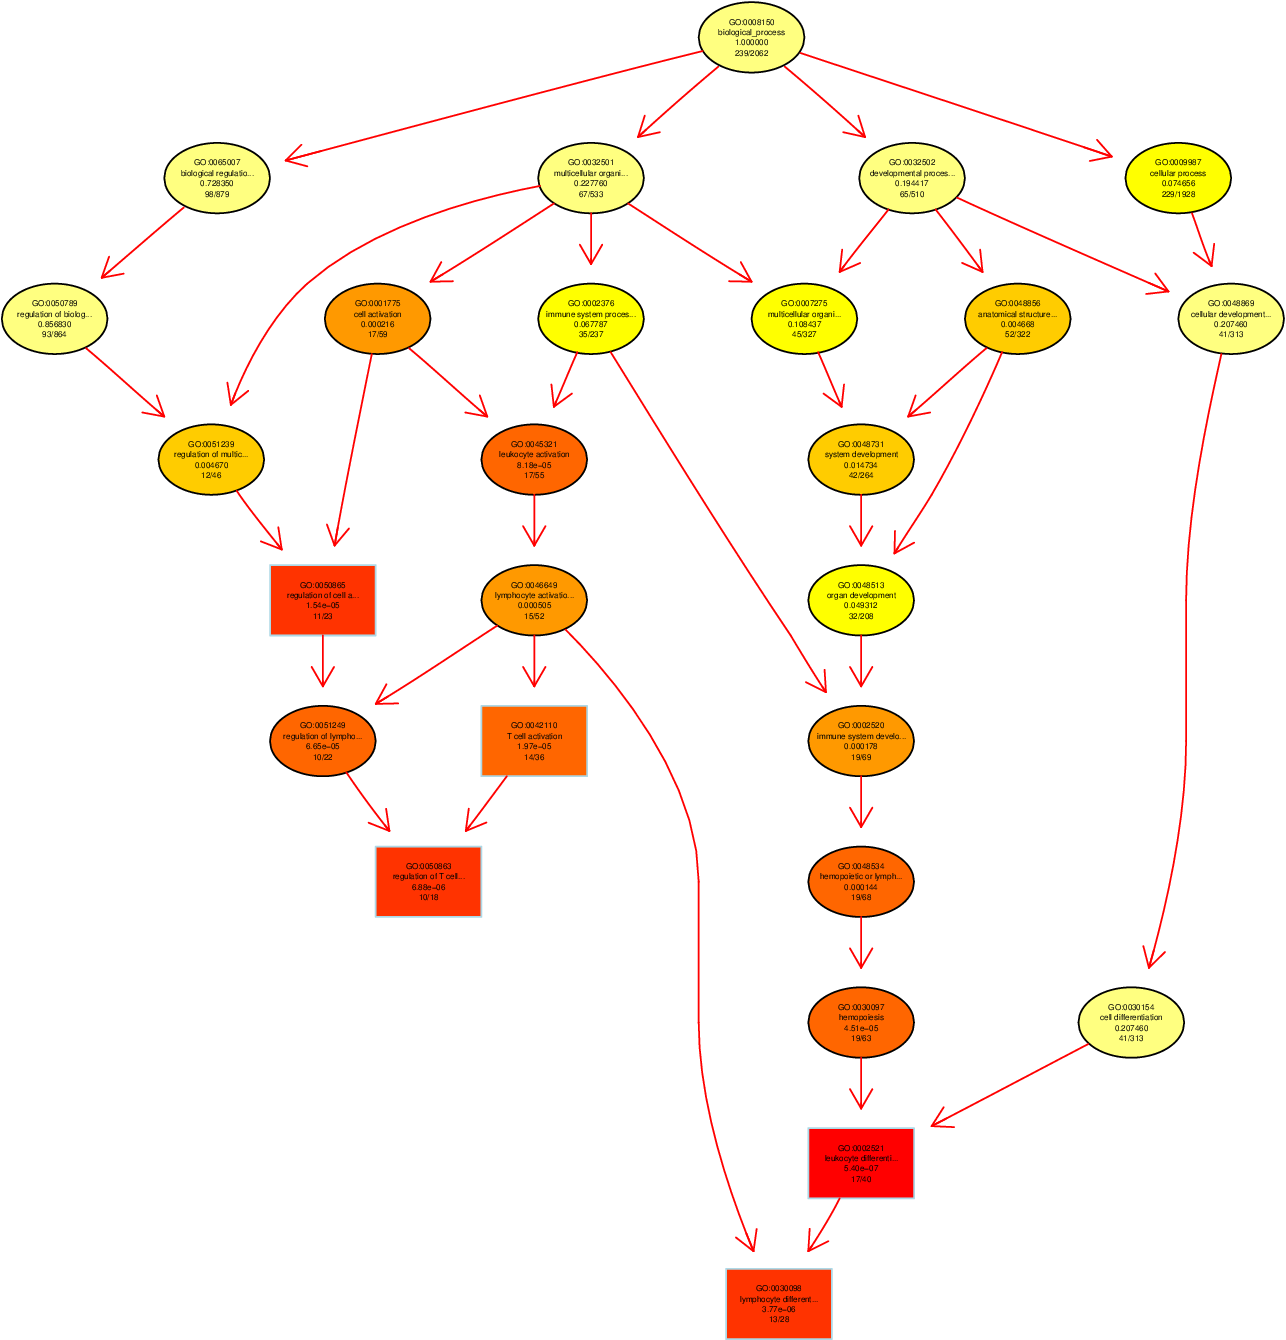 GO:0008150
biological_process
1.000000
239/2062
GO:0065007
biological regulatio...
0.728350
98/879
GO:0032501
multicellular organi...
0.227760
67/533
GO:0032502
developmental proces...
0.194417
65/510
GO:0009987
cellular process
0.074656
229/1928
GO:0050789
regulation of biolog...
0.856830
93/864
GO:0001775
cell activation
0.000216
17/59
GO:0002376
immune system proces...
0.067787
35/237
GO:0007275
multicellular organi...
0.108437
45/327
GO:0048856
anatomical structure...
0.004668
52/322
GO:0048869
cellular development...
0.207460
41/313
GO:0051239
regulation of multic...
0.004670
12/46
GO:0045321
leukocyte activation
8.18e−05
17/55
GO:0048731
system development
0.014734
42/264
GO:0050865
regulation of cell a...
1.54e−05
11/23
GO:0046649
lymphocyte activatio...
0.000505
15/52
GO:0048513
organ development
0.049312
32/208
GO:0051249
regulation of lympho...
6.65e−05
10/22
GO:0042110
T cell activation
1.97e−05
14/36
GO:0002520
immune system develo...
0.000178
19/69
GO:0050863
regulation of T cell...
6.88e−06
10/18
GO:0048534
hemopoietic or lymph...
0.000144
19/68
GO:0030097
hemopoiesis
4.51e−05
19/63
GO:0030154
cell differentiation
0.207460
41/313
GO:0002521
leukocyte differenti...
5.40e−07
17/40
GO:0030098
lymphocyte different...
3.77e−06
13/28